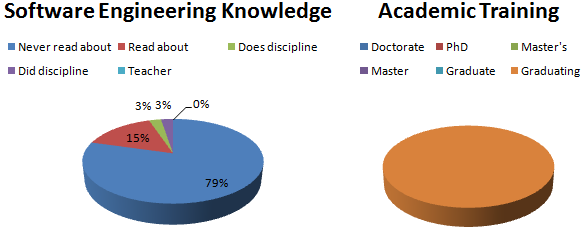 Software Engineering Knowledge
Never read about
Read about
Does discipline
Did discipline
Teacher
3%
3%
0%
15%
79%
Academic Training
Doctorate
PhD
Master's
Master
Graduate
Graduating